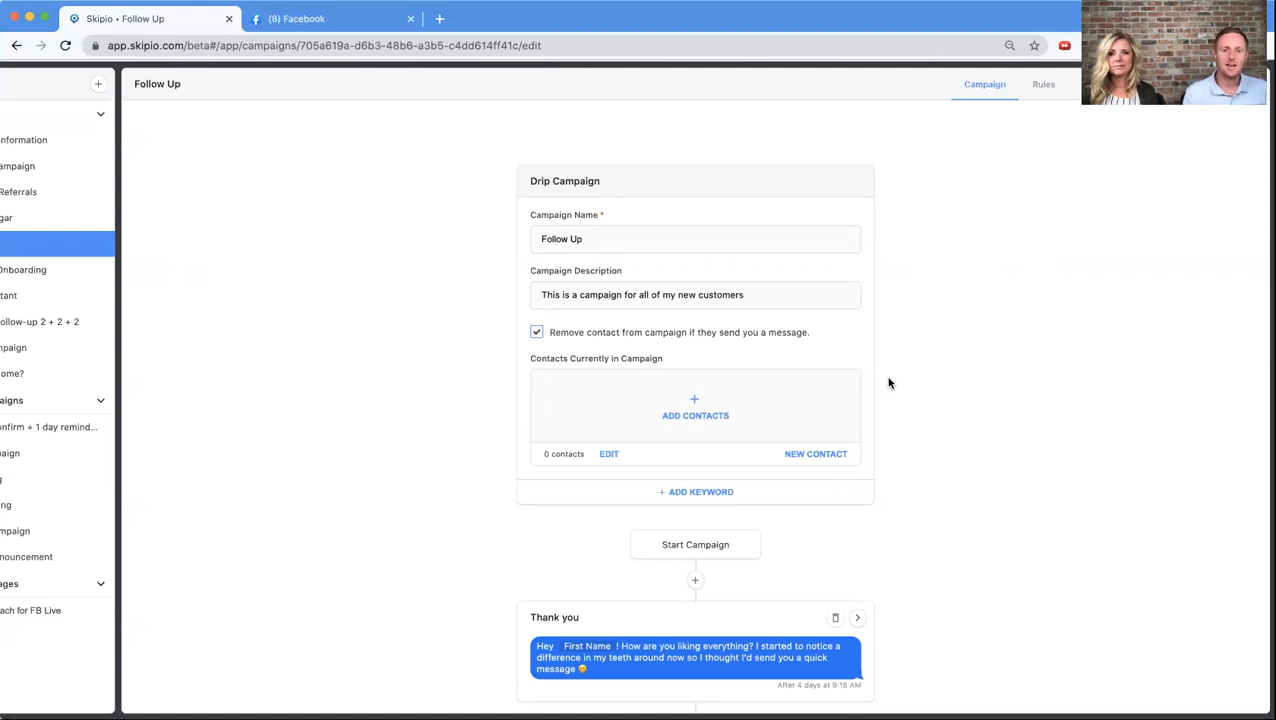 Skipio • Follow Up
(8) Facebook
app.skipio.com/beta#/app/campaigns/705a619a-d6b3-48b6-a3b5-c4dd614ff41c/edit
Follow Up
Campaign
Rules
nformation
ampaign
Referrals
gar
Onboarding
tant
ollow-up 2 + 2 + 2
mpaign
ome?
aigns
onfirm + 1 day remind...
paign
g
ng
mpaign
nouncement
ages
ach for FB Live
Drip Campaign
Campaign Name *
Follow Up
Campaign Description
This is a campaign for all of my new customers
Remove contact from campaign if they send you a message.
Contacts Currently in Campaign
+
ADD CONTACTS
0 contacts EDIT NEW CONTACT
+ ADD KEYWORD
Start Campaign
+
Thank you
Hey First Name ! How are you liking everything? I started to notice a
difference in my teeth around now so I thought I'd send you a quick
message 😀
After 4 days at 9:15 AM